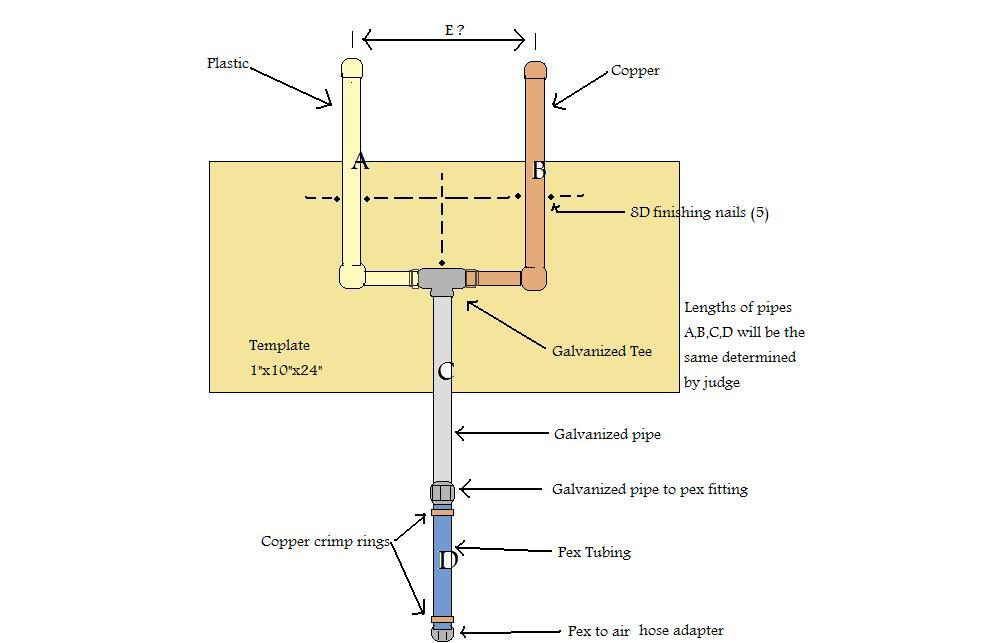 E ?
Plastic
Copper
A
B
8D finishing nails (5)
Lengths of pipes
A,B,C,D will be the
same determined
by judge
Template
1"x10"x24"
Galvanized Tee
C
Galvanized pipe
Galvanized pipe to pex fitting
Copper crimp rings
Pex Tubing
D
Pex to air hose adapter